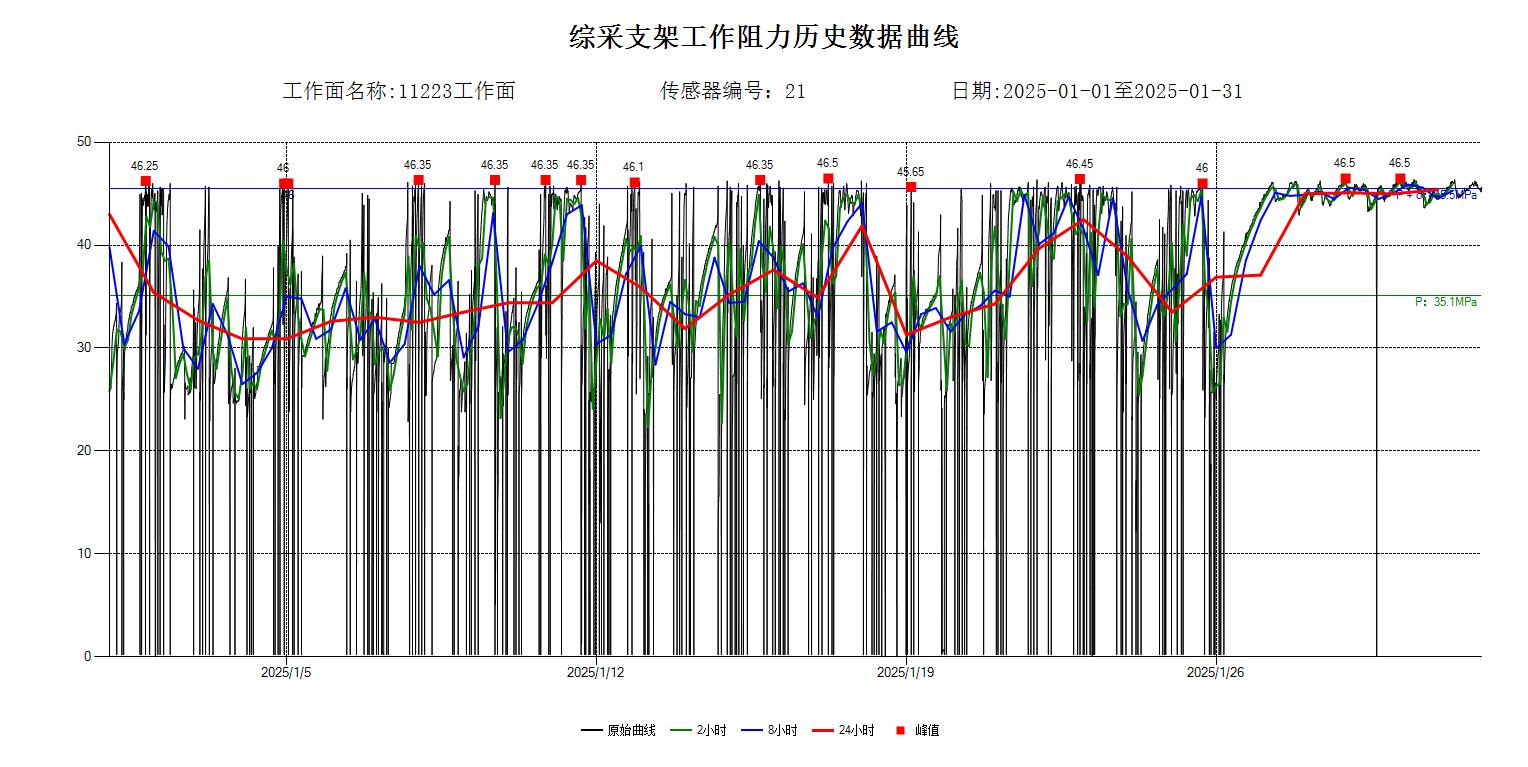 综采支架工作阻力历史数据曲线
工作面名称:11223工作面 传感器编号：21 日期:2025-01-01至2025-01-31
50
46.25 46 46.35 46.35 46.35 46.35 46.1 46.35 46.5 45.65 46.45 46 46.5 46.5
40
P: 35.1MPa
30
20
10
0
2025/1/5 2025/1/12 2025/1/19 2025/1/26
原始曲线 2小时 8小时 24小时 峰值